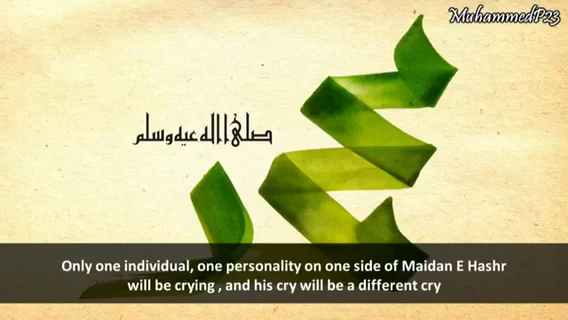 MuhammedP23
محمد
صلى الله عليه وسلم
Only one individual, one personality on one side of Maidan E Hashr
will be crying , and his cry will be a different cry